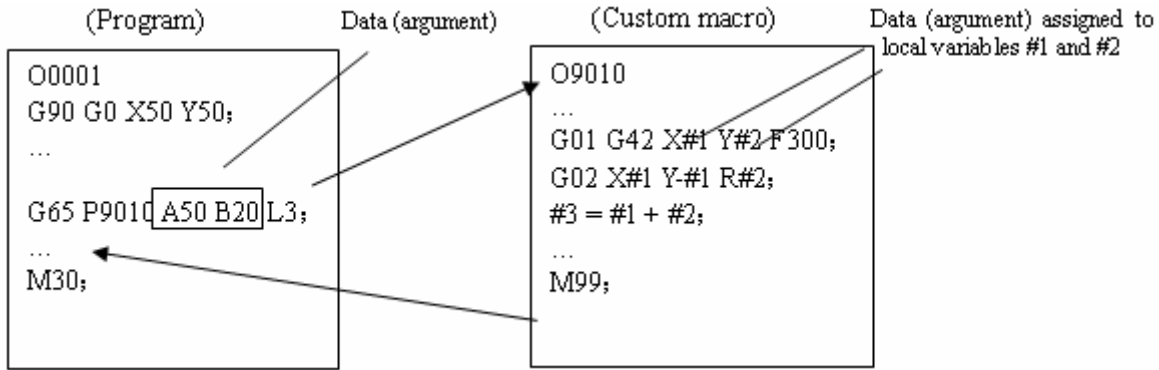 (Program)
Data (argument)
(Custom macro)
Data (argument) assigned to
local variables #1 and #2
O0001
G90 G0 X50 Y50;
...
G65 P9010 A50 B20 L3;
...
M30;
O9010
...
G01 G42 X#1 Y#2 F300;
G02 X#1 Y-#1 R#2;
#3 = #1 + #2;
...
M99;